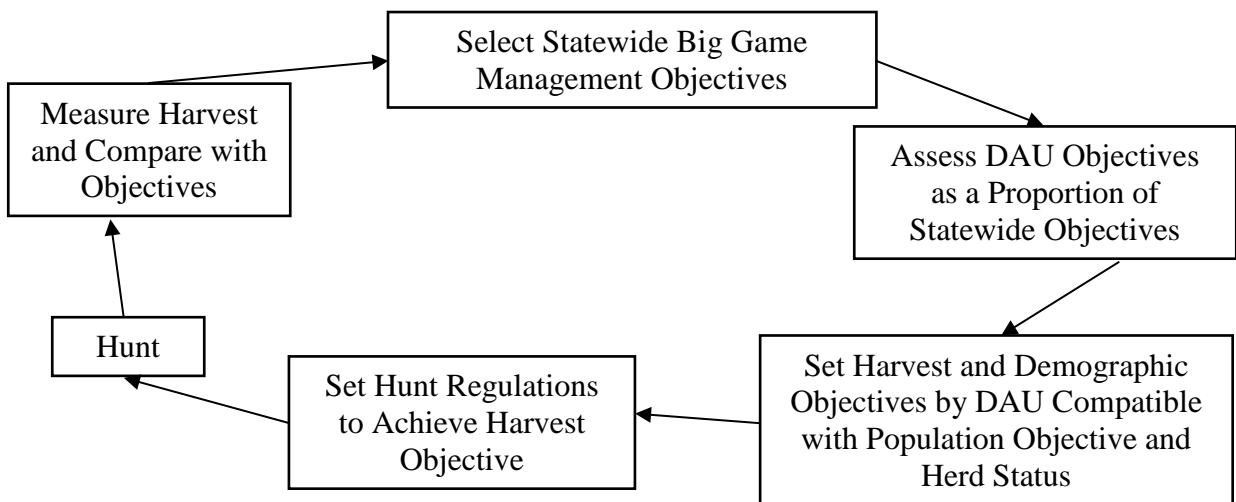 Select Statewide Big Game
Management Objectives
Measure Harvest
and Compare with
Objectives
Assess DAU Objectives
as a Proportion of
Statewide Objectives
Hunt
Set Hunt Regulations
to Achieve Harvest
Objective
Set Harvest and Demographic
Objectives by DAU Compatible
with Population Objective and
Herd Status